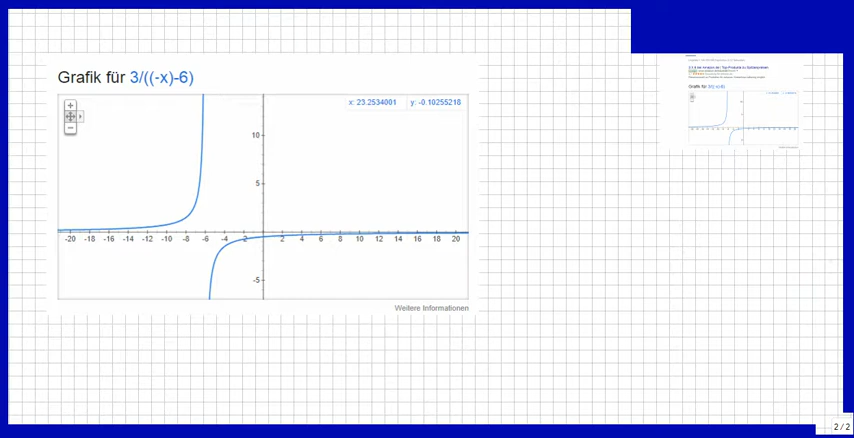 Grafik für 3/((-x)-6)
x: 23.2534001 y: -0.10255218
10
5
-20 -18 -16 -14 -12 -10 -8 -6 -4 -2 2 4 6 8 10 12 14 16 18 20
-5
Weitere Informationen
Grafik für
2 / 2